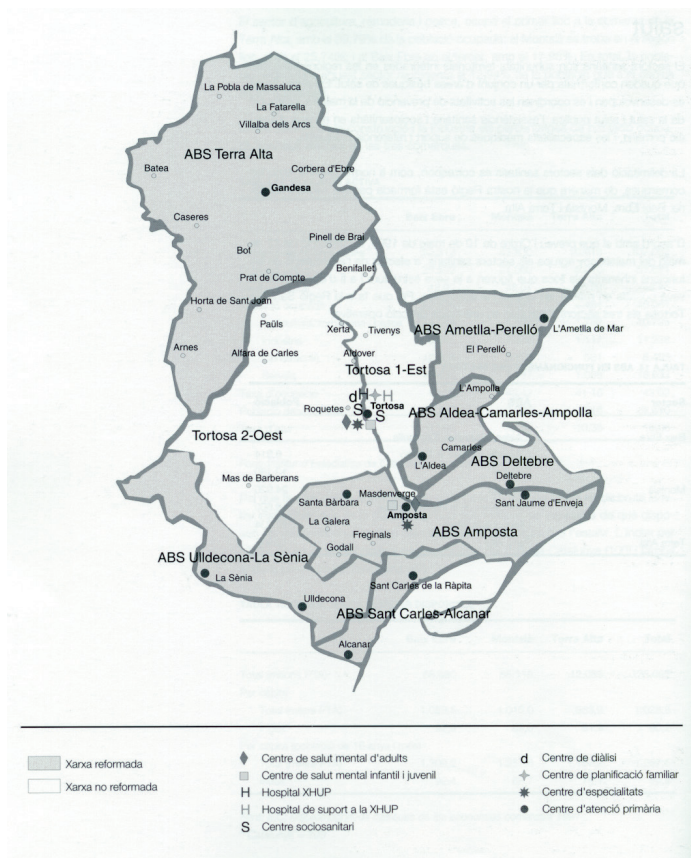 La Pobla de Massaluca
La Fatarella
Villalba dels Arcs
ABS Terra Alta
Batea
Corbera d'Ebre
Gandesa
Caseres
Pinell de Brai
Bot
Benifallet
Prat de Compte
Horta de Sant Joan
Paüls
Xerta
Tivenys
ABS Ametlla-Perelló
L'Ametlla de Mar
Arnes
Alfara de Carles
Aldover
El Perelló
Tortosa 1-Est
L'Ampolla
d H H
Roquetes
S
Tortosa
S
ABS Aldea-Camarles-Ampolla
Tortosa 2-Oest
Camarles
L'Aldea
ABS Deltebre
Mas de Barberans
Deltebre
Santa Bàrbara
Masdenverge
Sant Jaume d'Enveja
Amposta
La Galera
ABS Amposta
Freginals
Godall
ABS Ulldecona-La Sènia
La Sènia
Sant Carles de la Ràpita
Ulldecona
ABS Sant Carles-Alcanar
Alcanar
Xarxa reformada
Xarxa no reformada
Centre de salut mental d'adults
Centre de salut mental infantil i juvenil
H Hospital XHUP
H Hospital de suport a la XHUP
S Centre sociosanitari
d Centre de diàlisi
Centre de planificació familiar
Centre d'especialitats
Centre d'atenció primària